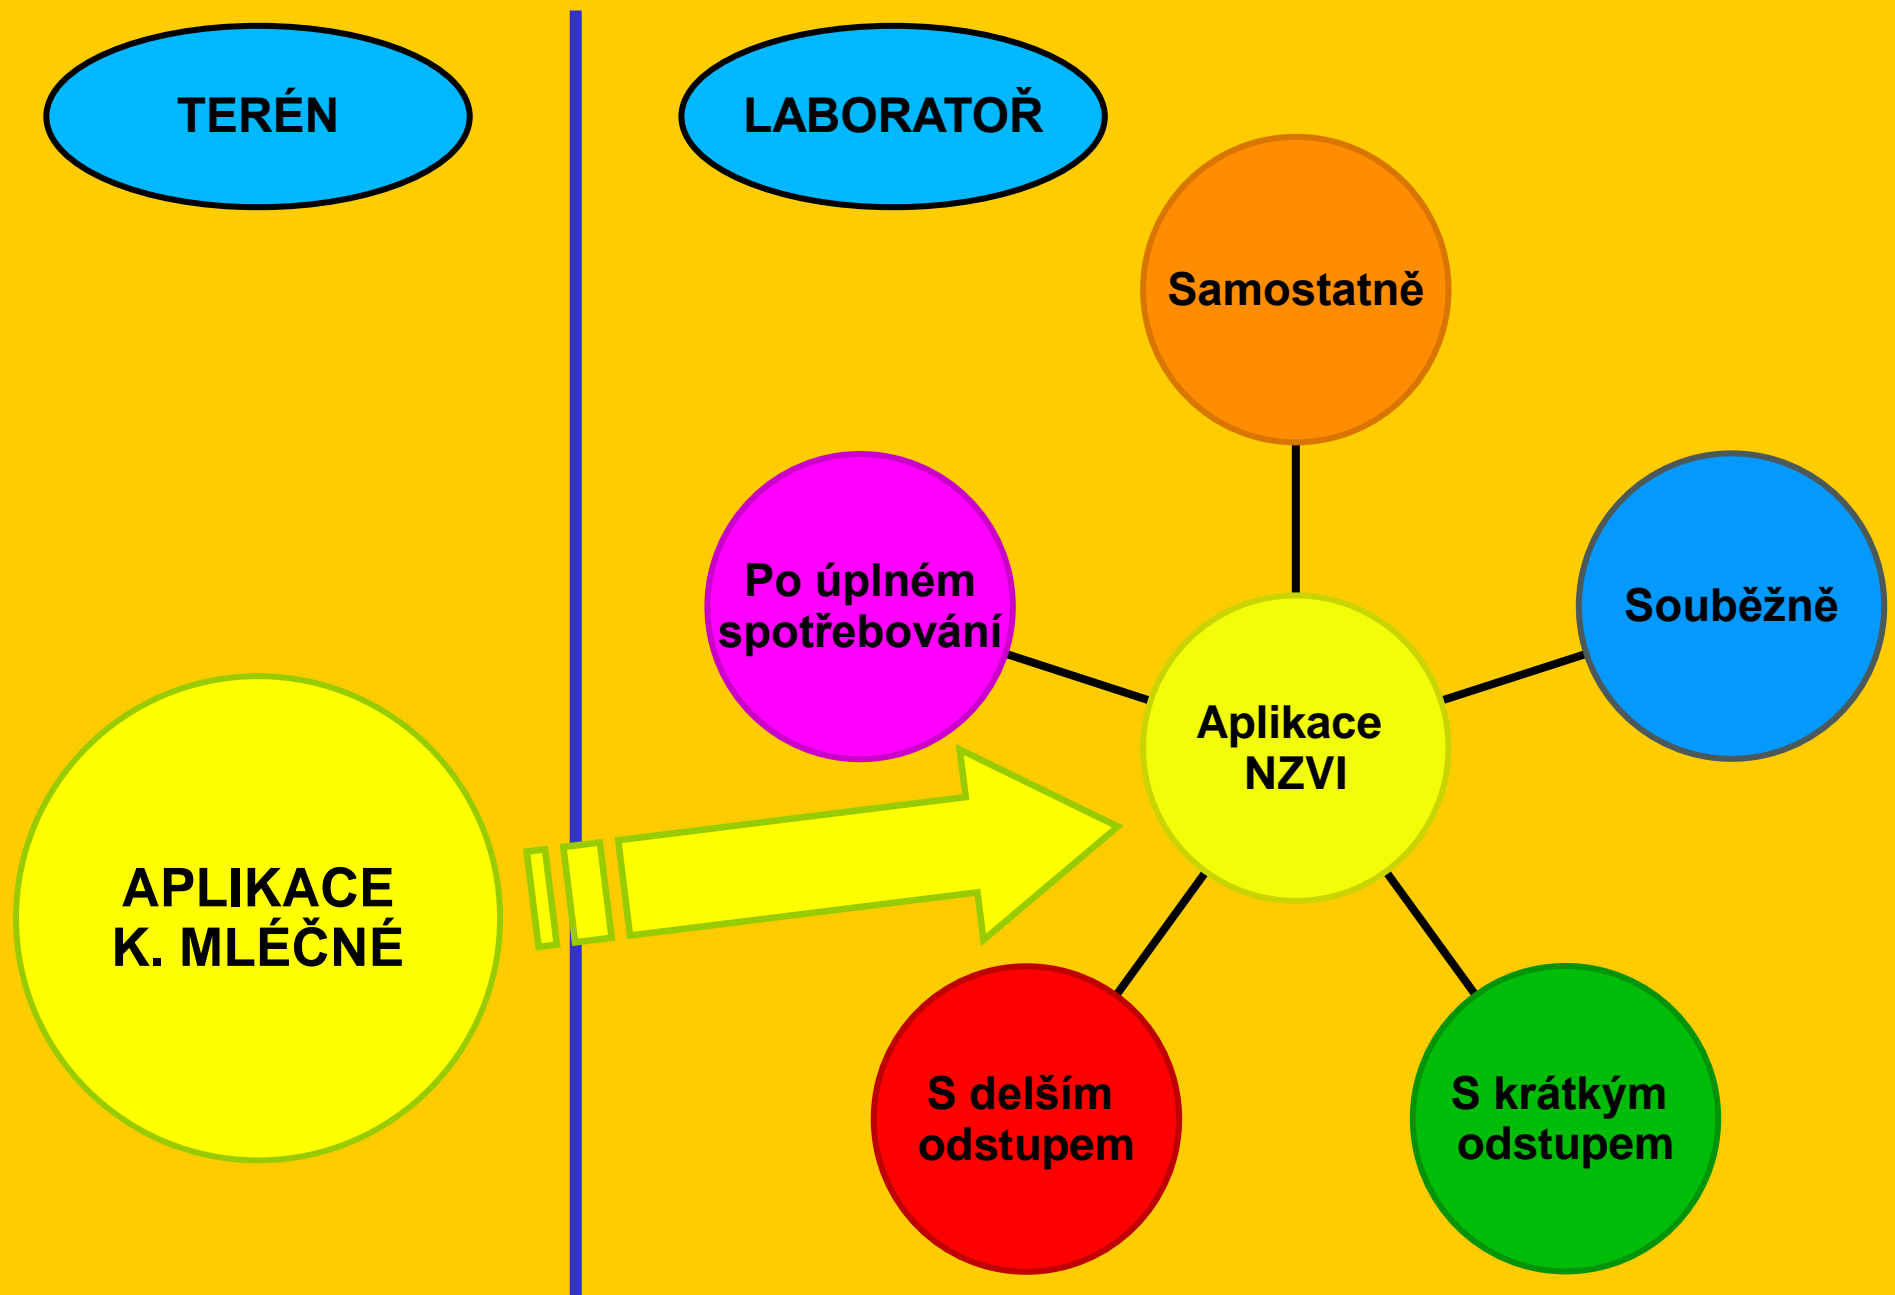 TERÉN
LABORATOŘ
Samostatně
Po úplném
spotřebování
Souběžně
Aplikace
NZVI
APLIKACE
K. MLÉČNÉ
S delším
odstupem
S krátkým
odstupem